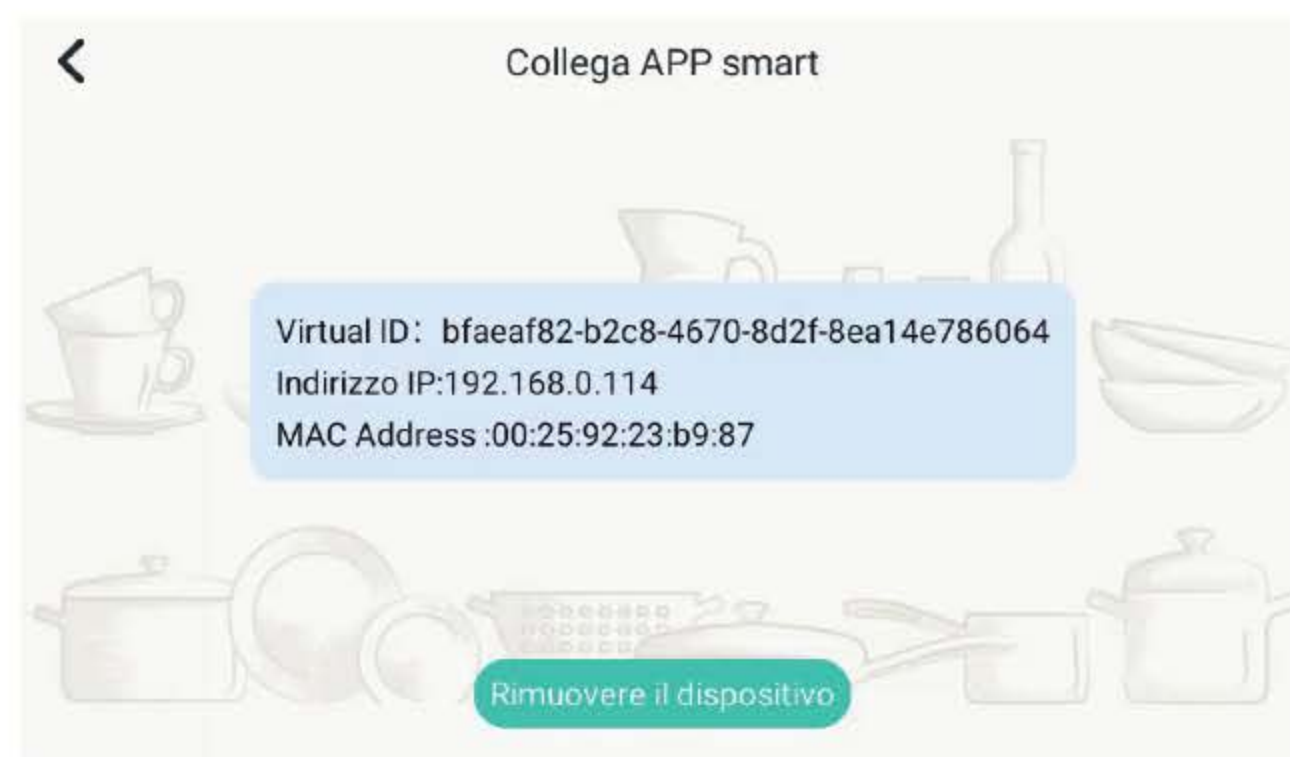 Collega APP smart
Virtual ID： bfaeaf82-b2c8-4670-8d2f-8ea14e786064
Indirizzo IP:192.168.0.114
MAC Address :00:25:92:23:b9:87
Rimuovere il dispositivo